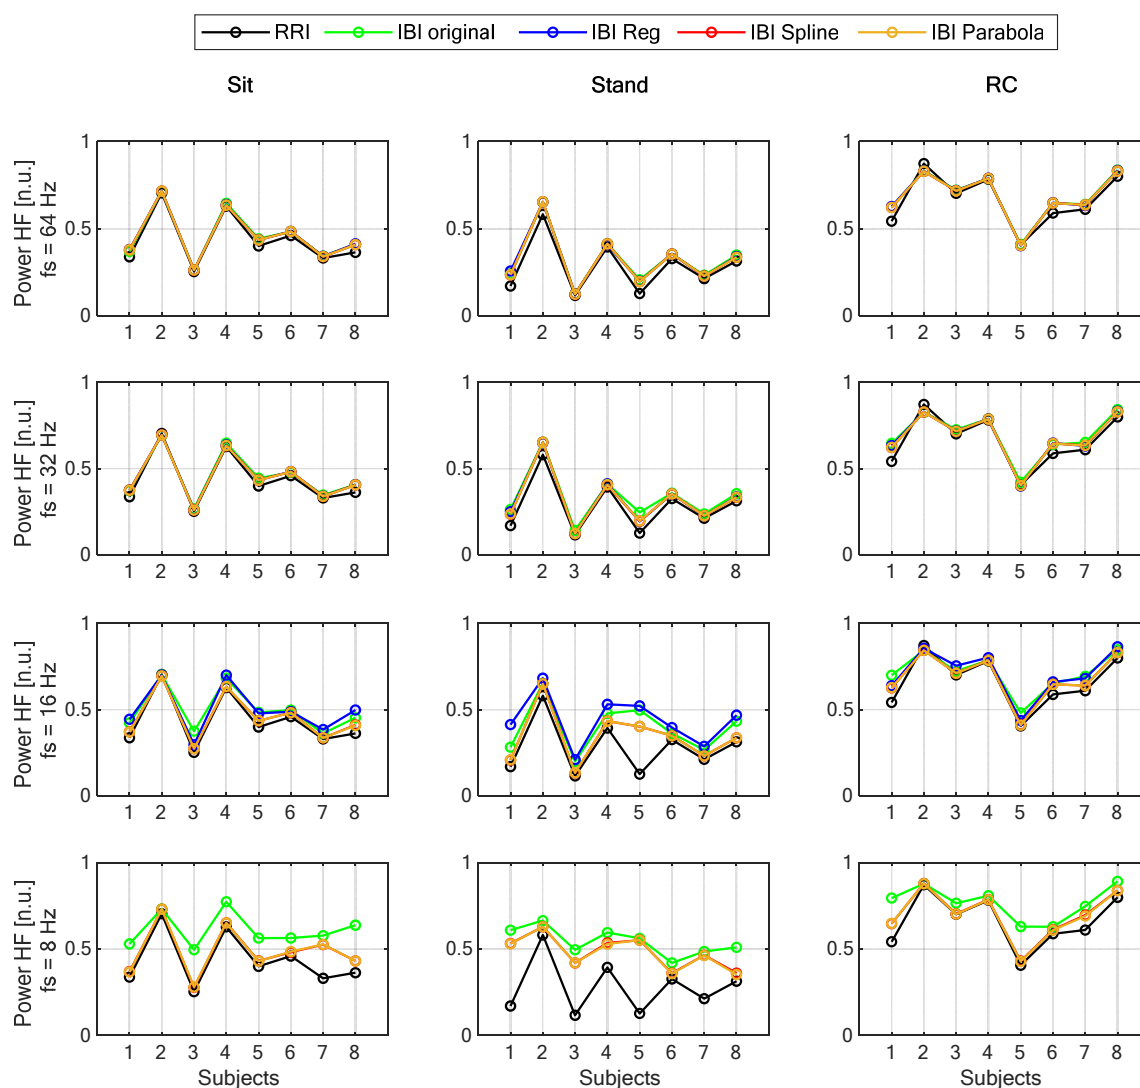 RRI IBI original IBI Reg IBI Spline IBI Parabola
Sit Stand RC
Power HF [n.u.]
fs = 64 Hz
1
0.5
0
1 2 3 4 5 6 7 8
1
0.5
0
1 2 3 4 5 6 7 8
1
0.5
0
1 2 3 4 5 6 7 8
Power HF [n.u.]
fs = 32 Hz
1
0.5
0
1 2 3 4 5 6 7 8
1
0.5
0
1 2 3 4 5 6 7 8
1
0.5
0
1 2 3 4 5 6 7 8
Power HF [n.u.]
fs = 16 Hz
1
0.5
0
1 2 3 4 5 6 7 8
1
0.5
0
1 2 3 4 5 6 7 8
1
0.5
0
1 2 3 4 5 6 7 8
Power HF [n.u.]
fs = 8 Hz
1
0.5
0
1 2 3 4 5 6 7 8
Subjects
1
0.5
0
1 2 3 4 5 6 7 8
Subjects
1
0.5
0
1 2 3 4 5 6 7 8
Subjects